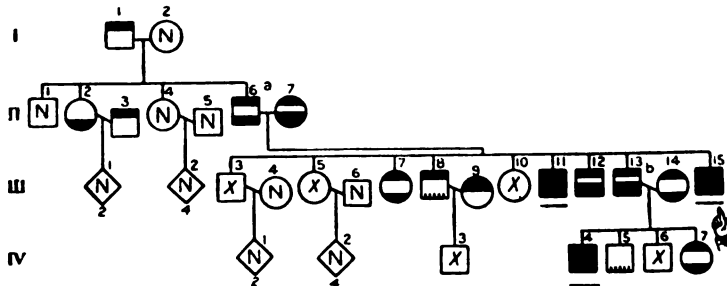 1 2
I N
1 2 3 4 5 6 a 7
II N N N
1 2
N N
2 4
3 4 5 6 7 8 9 10 11 12 13 b 14 15
III X N X N X
1 2 3 4 5 6 7
IV N N X X
2 4